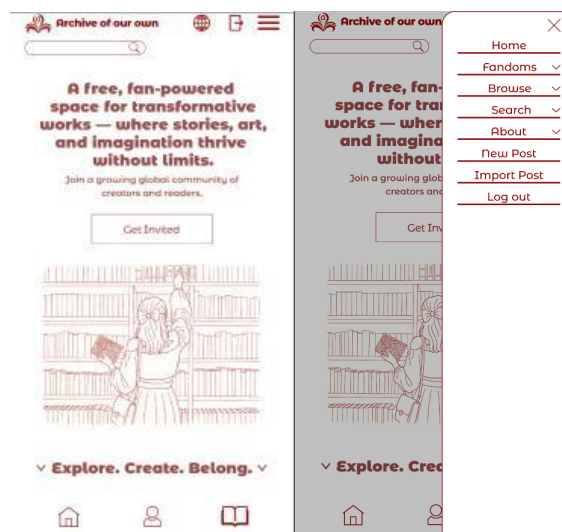 Archive of our own
A free, fan-powered
space for transformative
works — where stories, art,
and imagination thrive
without limits.
Join a growing global community of
creators and readers.
Get Invited
Explore. Create. Belong.
Archive of our own
A free, fan-
space for tra
works — wher
and imagina
without
Join a growing glob
creators and
Get Inv
Explore. Crea
Home
Fandoms
Browse
Search
About
New Post
Import Post
Log out